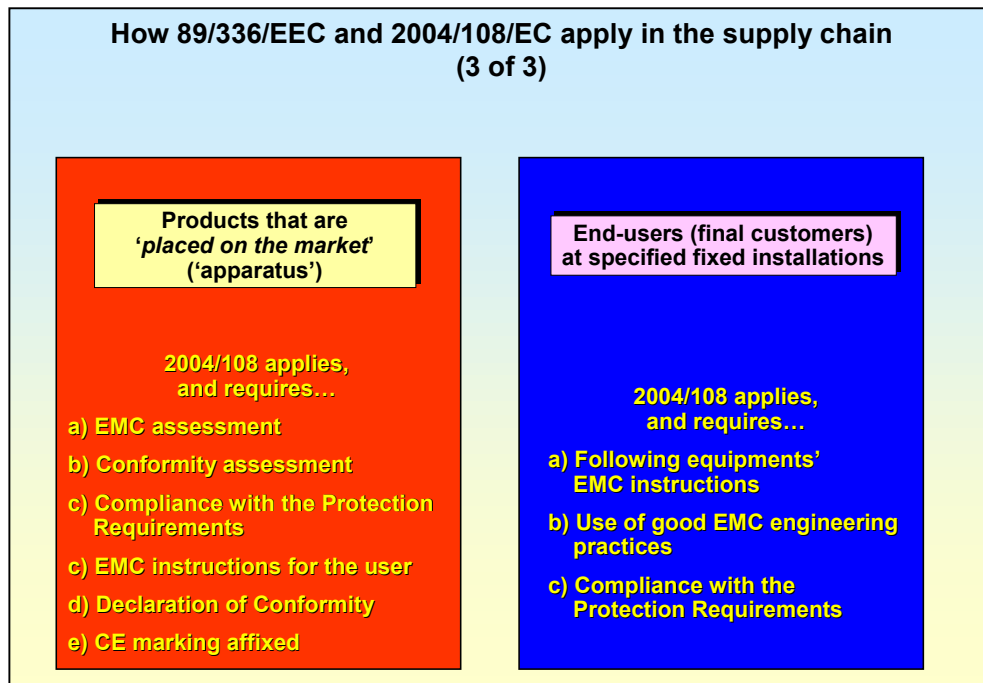 How 89/336/EEC and 2004/108/EC apply in the supply chain
(3 of 3)
Products that are
‘placed on the market’
(‘apparatus’)
2004/108 applies,
and requires…
a) EMC assessment
b) Conformity assessment
c) Compliance with the Protection
Requirements
c) EMC instructions for the user
d) Declaration of Conformity
e) CE marking affixed
End-users (final customers)
at specified fixed installations
2004/108 applies,
and requires…
a) Following equipments’
EMC instructions
b) Use of good EMC engineering
practices
c) Compliance with the
Protection Requirements